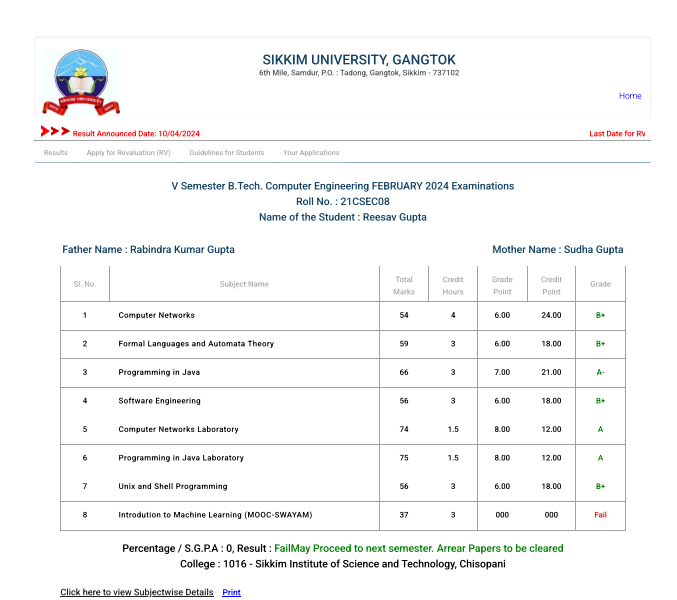 SIKKIM UNIVERSITY, GANGTOK
6th Mile, Samdur, P.O. : Tadong, Gangtok, Sikkim - 737102
SIKKIM UNIVERSITY
Home
Result Announced Date: 10/04/2024 Last Date for RV
Results Apply for Revaluation (RV) Guidelines for Students Your Applications
V Semester B.Tech. Computer Engineering FEBRUARY 2024 Examinations
Roll No. : 21CSEC08
Name of the Student : Reesav Gupta
Father Name : Rabindra Kumar Gupta Mother Name : Sudha Gupta
Sl. No. Subject Name Total Marks Credit Hours Grade Point Credit Point Grade
1 Computer Networks 54 4 6.00 24.00 B+
2 Formal Languages and Automata Theory 59 3 6.00 18.00 B+
3 Programming in Java 66 3 7.00 21.00 A-
4 Software Engineering 56 3 6.00 18.00 B+
5 Computer Networks Laboratory 74 1.5 8.00 12.00 A
6 Programming in Java Laboratory 75 1.5 8.00 12.00 A
7 Unix and Shell Programming 56 3 6.00 18.00 B+
8 Introdution to Machine Learning (MOOC-SWAYAM) 37 3 000 000 Fail
Percentage / S.G.P.A : 0, Result : FailMay Proceed to next semester. Arrear Papers to be cleared
College : 1016 - Sikkim Institute of Science and Technology, Chisopani
Click here to view Subjectwise Details Print